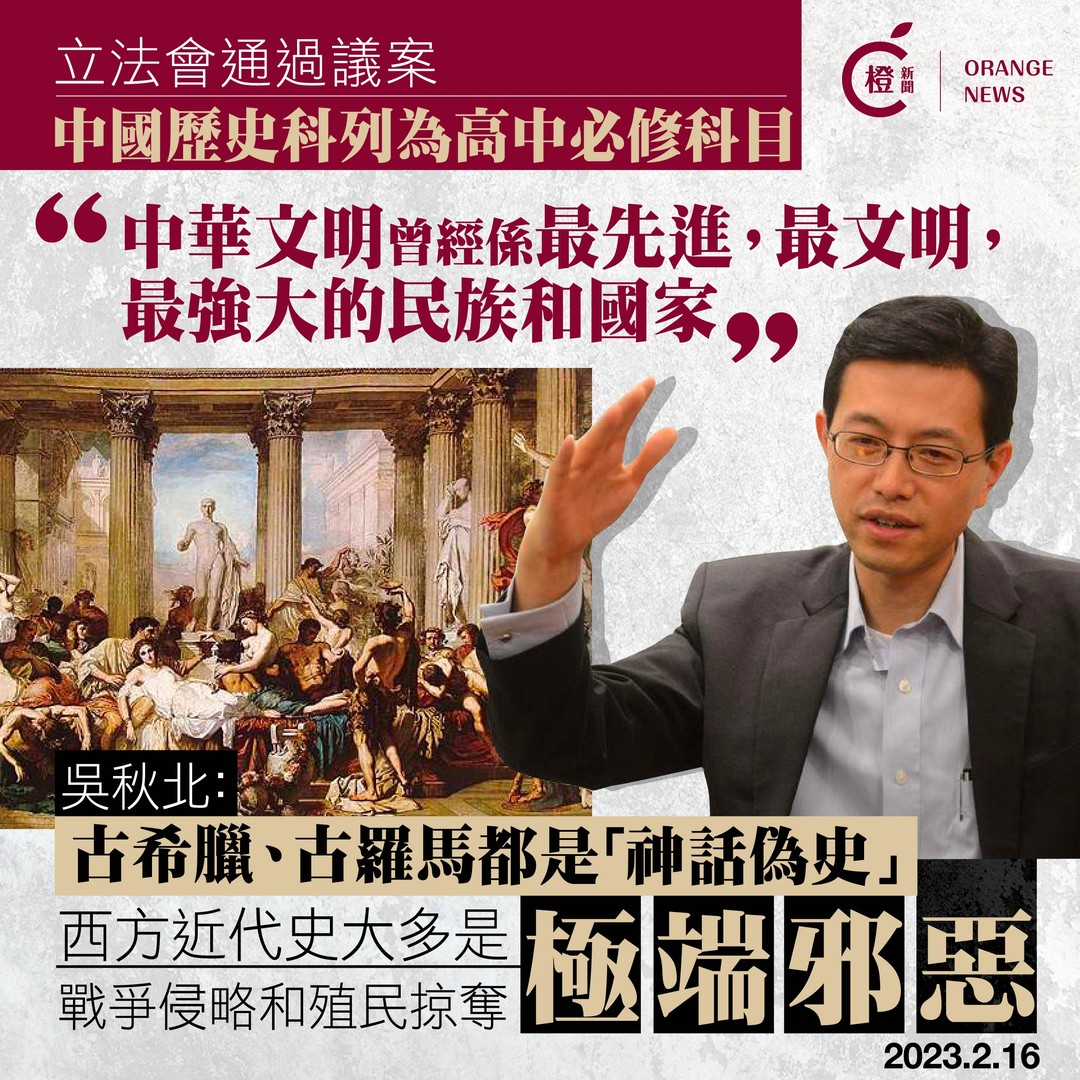 立法會通過議案
中國歷史科列為高中必修科目
橙新聞
ORANGE
NEWS
“中華文明曾經係最先進，最文明，
最強大的民族和國家”
吳秋北：
古希臘、古羅馬都是「神話偽史」
西方近代史大多是
戰爭侵略和殖民掠奪
極端邪惡
2023.2.16